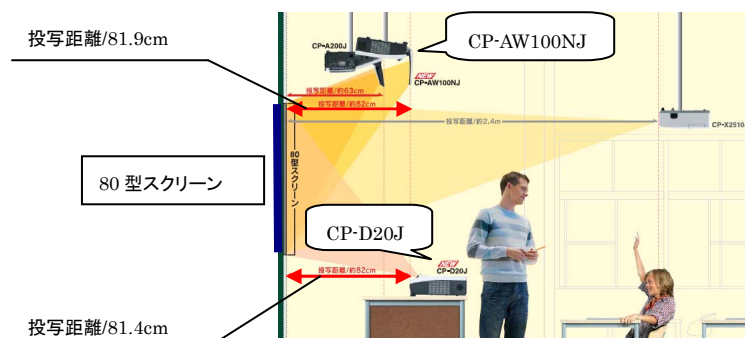 投写距離/81.9cm
CP-A200J
CP-AW100NJ
NEW
CP-AW100NJ
投写距離/約63cm
投写距離/約82cm
投写距離/約2.4m
CP-X2510
80型スクリーン
80 型スクリーン
CP-D20J
NEW
CP-D20J
投写距離/約82cm
投写距離/81.4cm